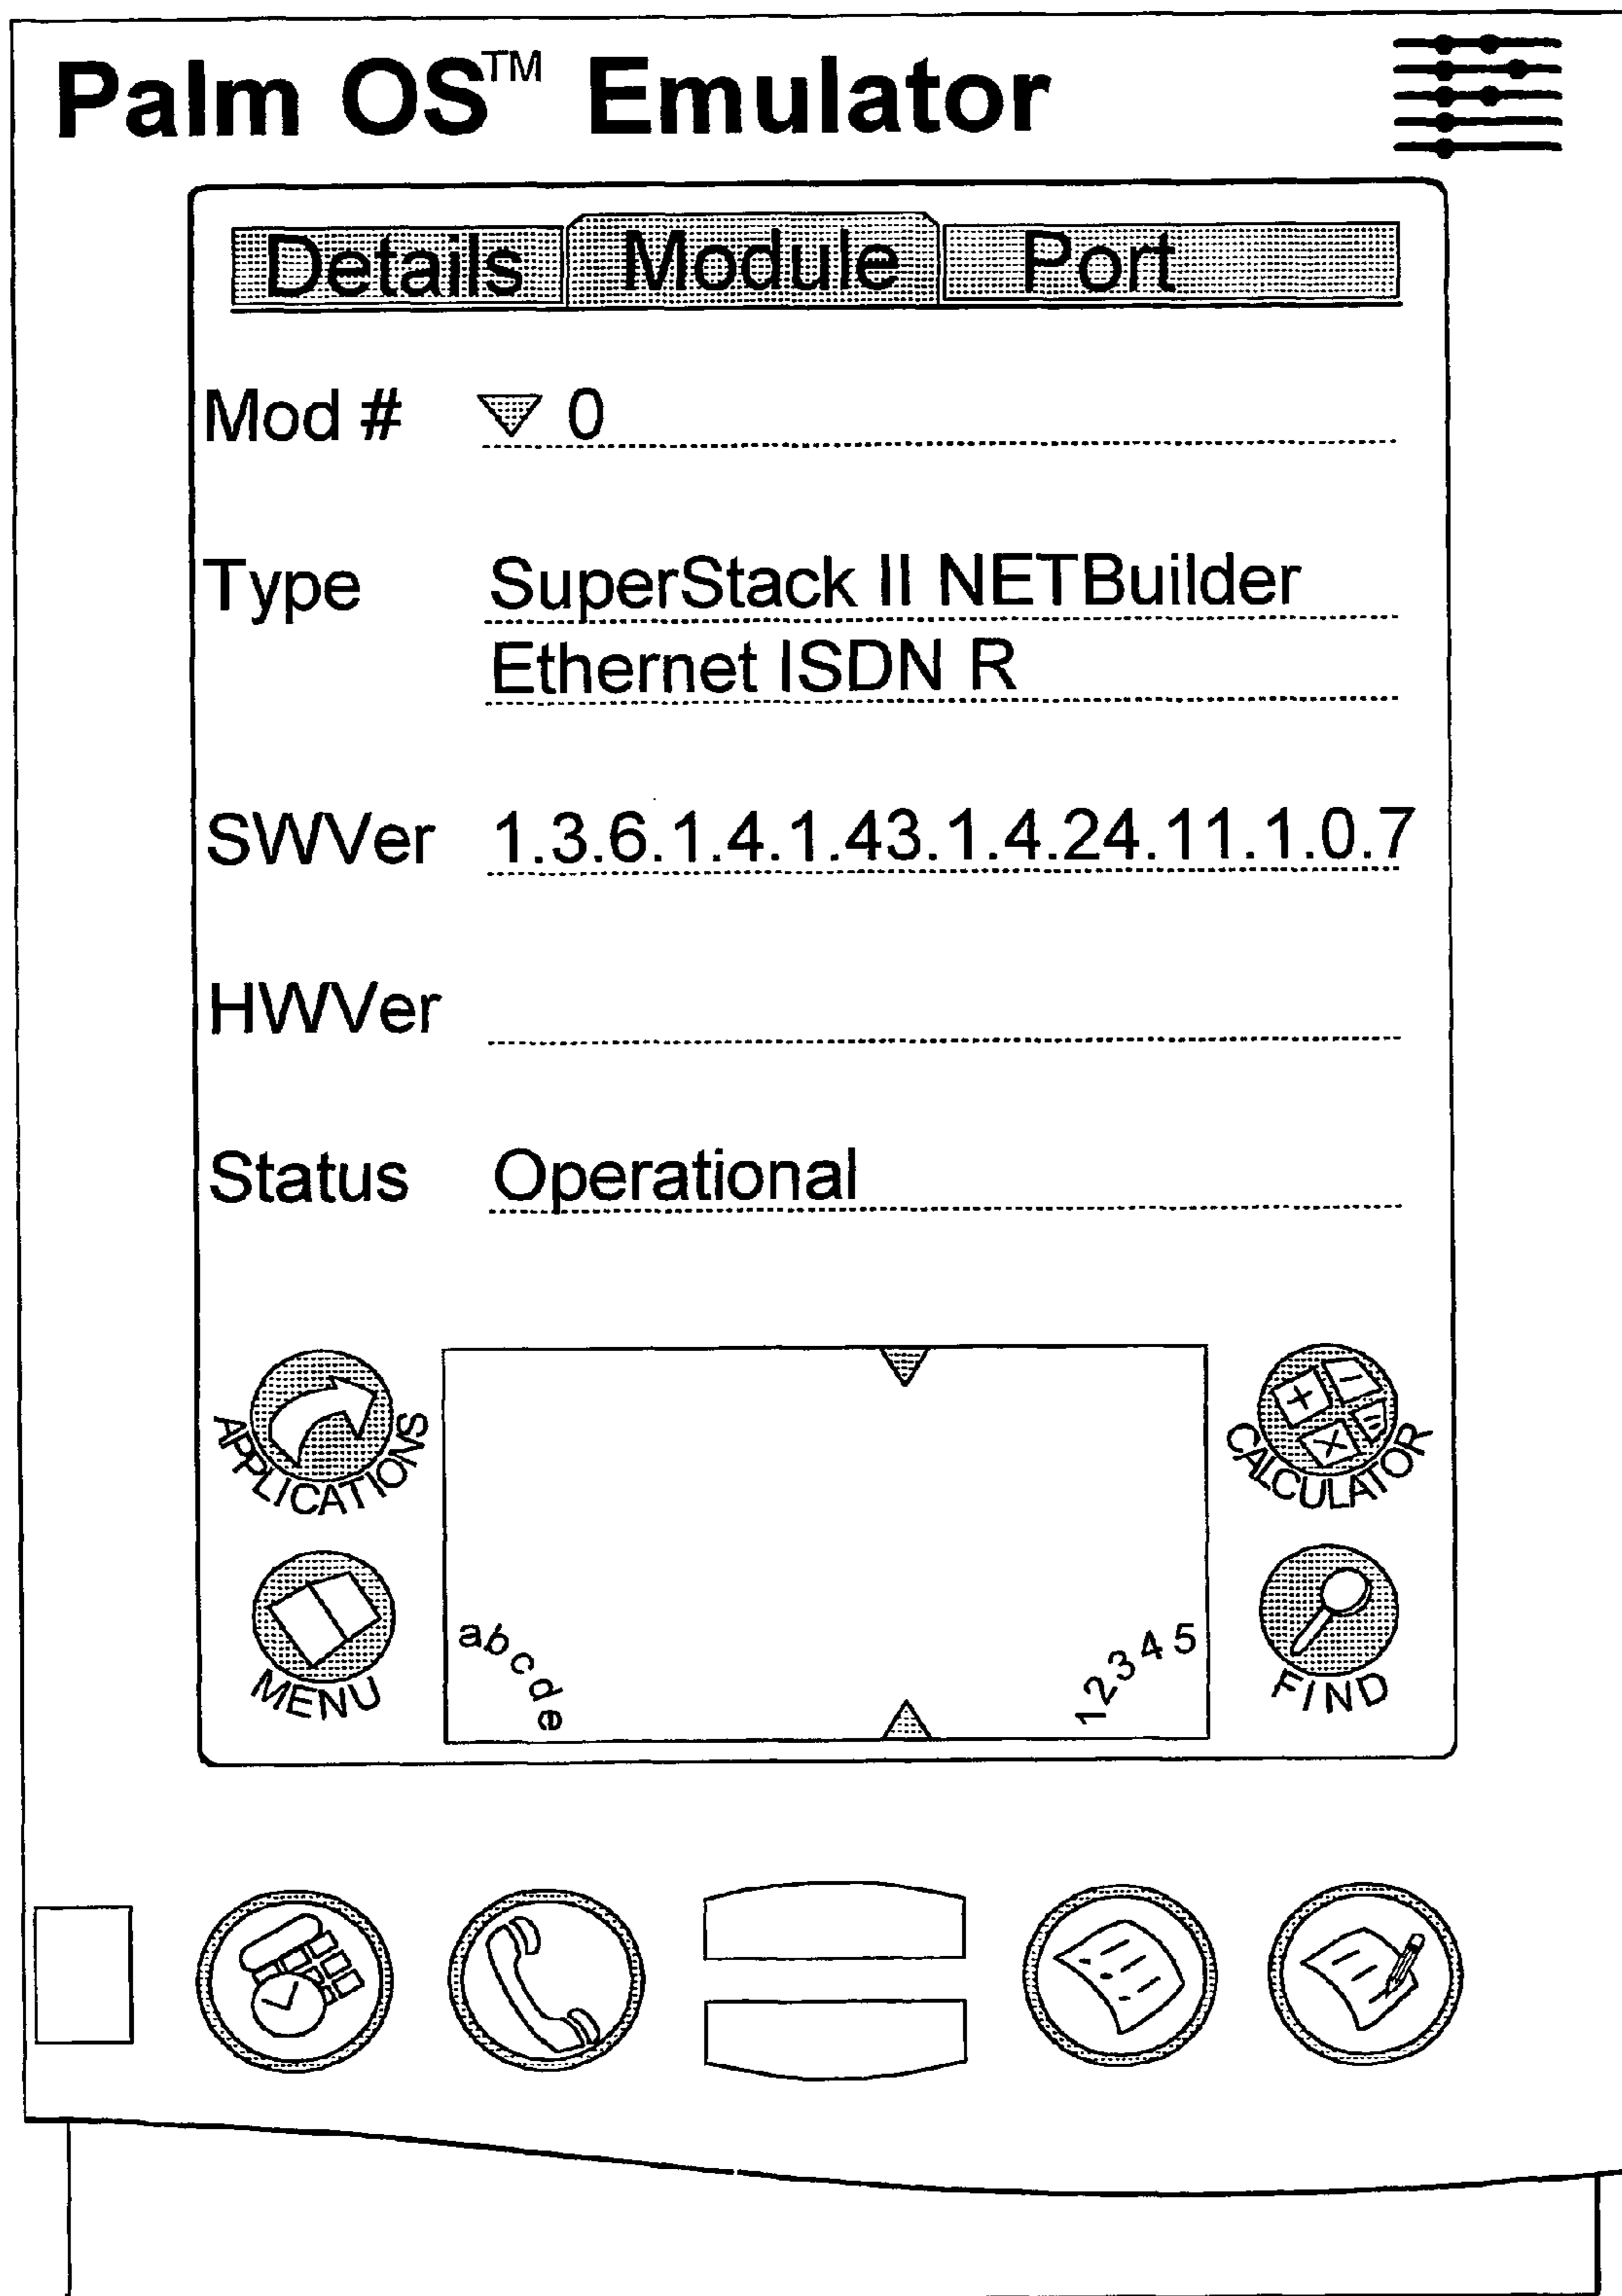 Palm OS™ Emulator
Details Module Port
Mod # 0
Type SuperStack II NETBuilder
Ethernet ISDN R
SWVer 1.3.6.1.4.1.43.1.4.24.11.1.0.7
HWVer
Status Operational
APPLICATIONS
CALCULATOR
MENU
abcde
12345
FIND